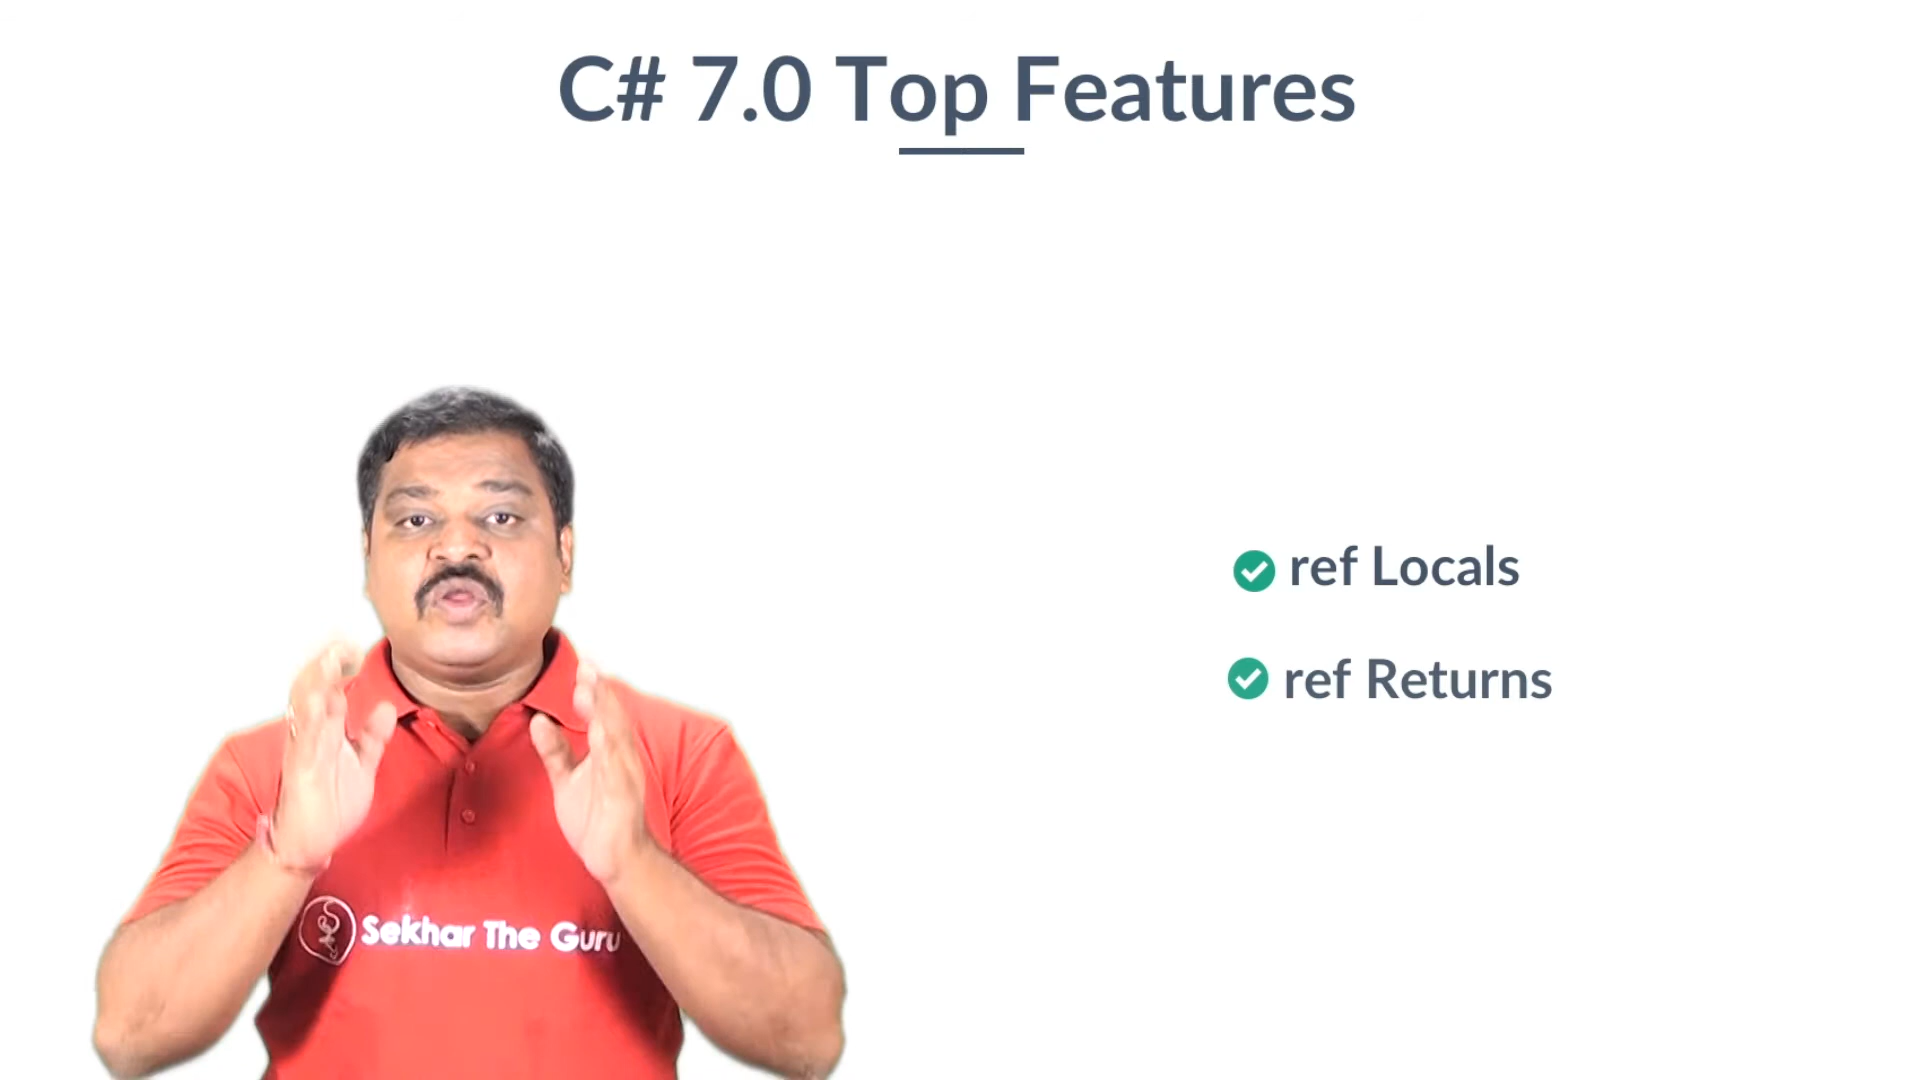 C# 7.0 Top Features
ref Locals
ref Returns
Sekhar The Guru